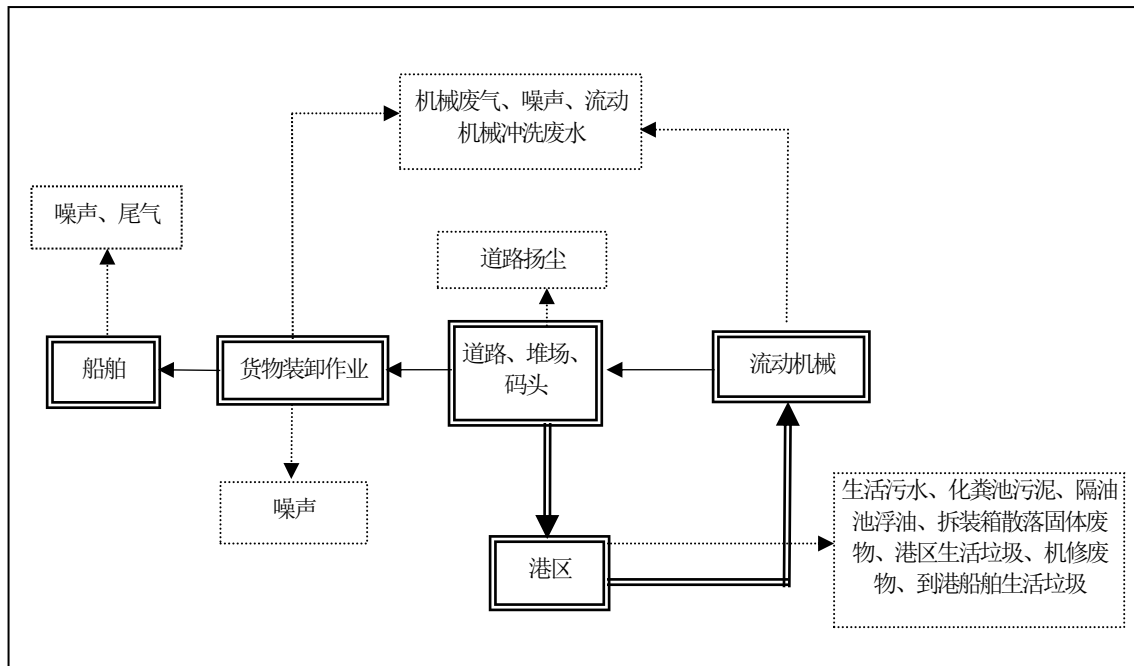 机械废气、噪声、流动
机械冲洗废水
噪声、尾气
道路扬尘
船舶
货物装卸作业
道路、堆场、
码头
流动机械
噪声
港区
生活污水、化粪池污泥、隔油
池浮油、拆装箱散落固体废
物、港区生活垃圾、机修废
物、到港船舶生活垃圾